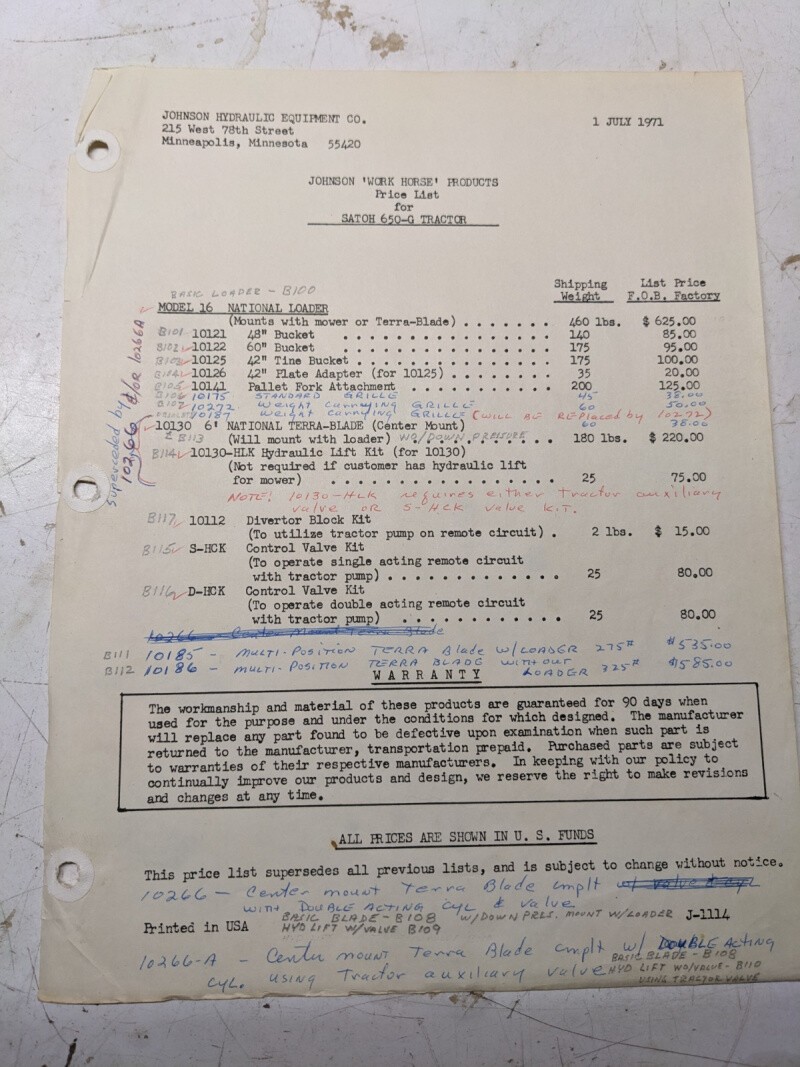 JOHNSON HYDRAULIC EQUIPMENT CO.
215 West 78th Street
Minneapolis, Minnesota 55420
1 JULY 1971
JOHNSON 'WORK HORSE' PRODUCTS
Price List
for
SATOH 650-G TRACTOR
Shipping Weight
List Price F.O.B. Factory
BASIC LOADER - B100
MODEL 16 NATIONAL LOADER
(Mounts with mower or Terra-Blade) . . . . . . . 460 lbs. $ 625.00
B101 10121 48" Bucket . . . . . . . . . . . . . . 140 85.00
B102 10122 60" Bucket . . . . . . . . . . . . . . 175 95.00
B103 10125 42" Tine Bucket . . . . . . . . . . . . . 175 100.00
B104 10126 42" Plate Adapter (for 10125) . . . . . . . 35 20.00
B105 10141 Pallet Fork Attachment . . . . . . . . . 200 125.00
B106 10175 STANDARD GRILLE 45 38.00
B107 10272 Weight Carrying GRILLE 60 50.00
10187 Weight Carrying GRILLE (WILL BE REPLACED by 10272)
10130 6' NATIONAL TERRA-BLADE (Center Mount) 60 38.00
B113 (Will mount with loader) WO/DOWN PRESSURE . . . . . . 180 lbs. $ 220.00
B114 10130-HLK Hydraulic Lift Kit (for 10130)
(Not required if customer has hydraulic lift
for mower) . . . . . . . . . . . . . . . 25 75.00
NOTE! 10130-HLK requires either Tractor auxiliary
valve OR S-HCK value KIT.
B117 10112 Divertor Block Kit
(To utilize tractor pump on remote circuit) . 2 lbs. $ 15.00
B115 S-HCK Control Valve Kit
(To operate single acting remote circuit
with tractor pump) . . . . . . . . . . . . . 25 80.00
B116 D-HCK Control Valve Kit
(To operate double acting remote circuit
with tractor pump) . . . . . . . . . . . . 25 80.00
10266 - Center Mount Terra Blade
B111 10185 - MULTI-POSITION TERRA Blade W/LOADER 275# $535.00
B112 10186 - MULTI-POSITION TERRA BLADE WITHOUT LOADER 325# $585.00
Superceded by 10266 &/OR 10266A
WARRANTY
The workmanship and material of these products are guaranteed for 90 days when
used for the purpose and under the conditions for which designed. The manufacturer
will replace any part found to be defective upon examination when such part is
returned to the manufacturer, transportation prepaid. Purchased parts are subject
to warranties of their respective manufacturers. In keeping with our policy to
continually improve our products and design, we reserve the right to make revisions
and changes at any time.
ALL PRICES ARE SHOWN IN U. S. FUNDS
This price list supersedes all previous lists, and is subject to change without notice.
10266 - Center mount Terra Blade cmplt
with DOUBLE ACTING CYL & valve
BASIC BLADE - B108 W/DOWN PRES. MOUNT W/LOADER J-1114
Printed in USA HYD LIFT W/VALVE B109
10266-A - Center mount Terra Blade cmplt w/ DOUBLE ACTING
BASIC BLADE - B108
CYL. using Tractor auxiliary valve HYD LIFT WO/VALVE - B110
USING TRACTOR VALVE